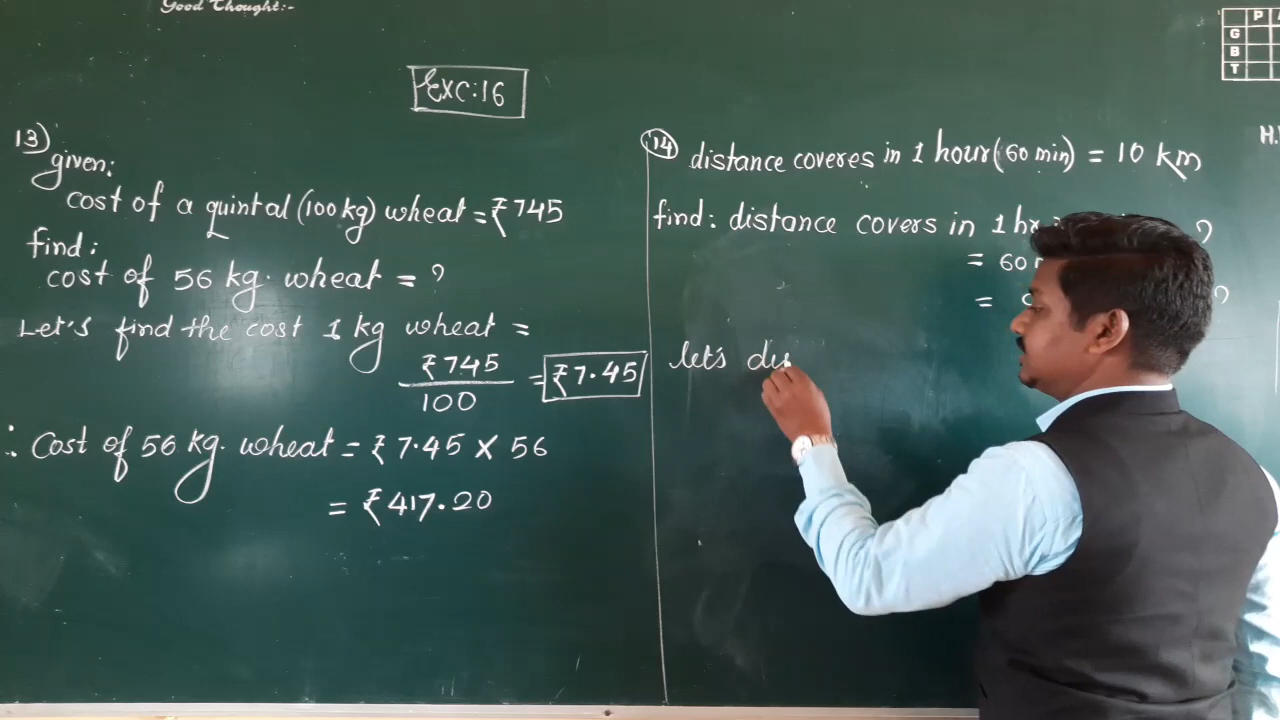 Good Thought:-
Exc:16
13)
given:
cost of a quintal (100 kg) wheat = ₹745
find:
cost of 56 kg. wheat = ?
Let's find the cost 1 kg wheat =
₹745
100
= ₹7.45
∴ Cost of 56 kg. wheat = ₹7.45 × 56
= ₹417.20
14
distance coveres in 1 hour (60 min) = 10 km
find: distance covers in 1 hr ?
= 60
= ?
let's
P
G
B
T
H.